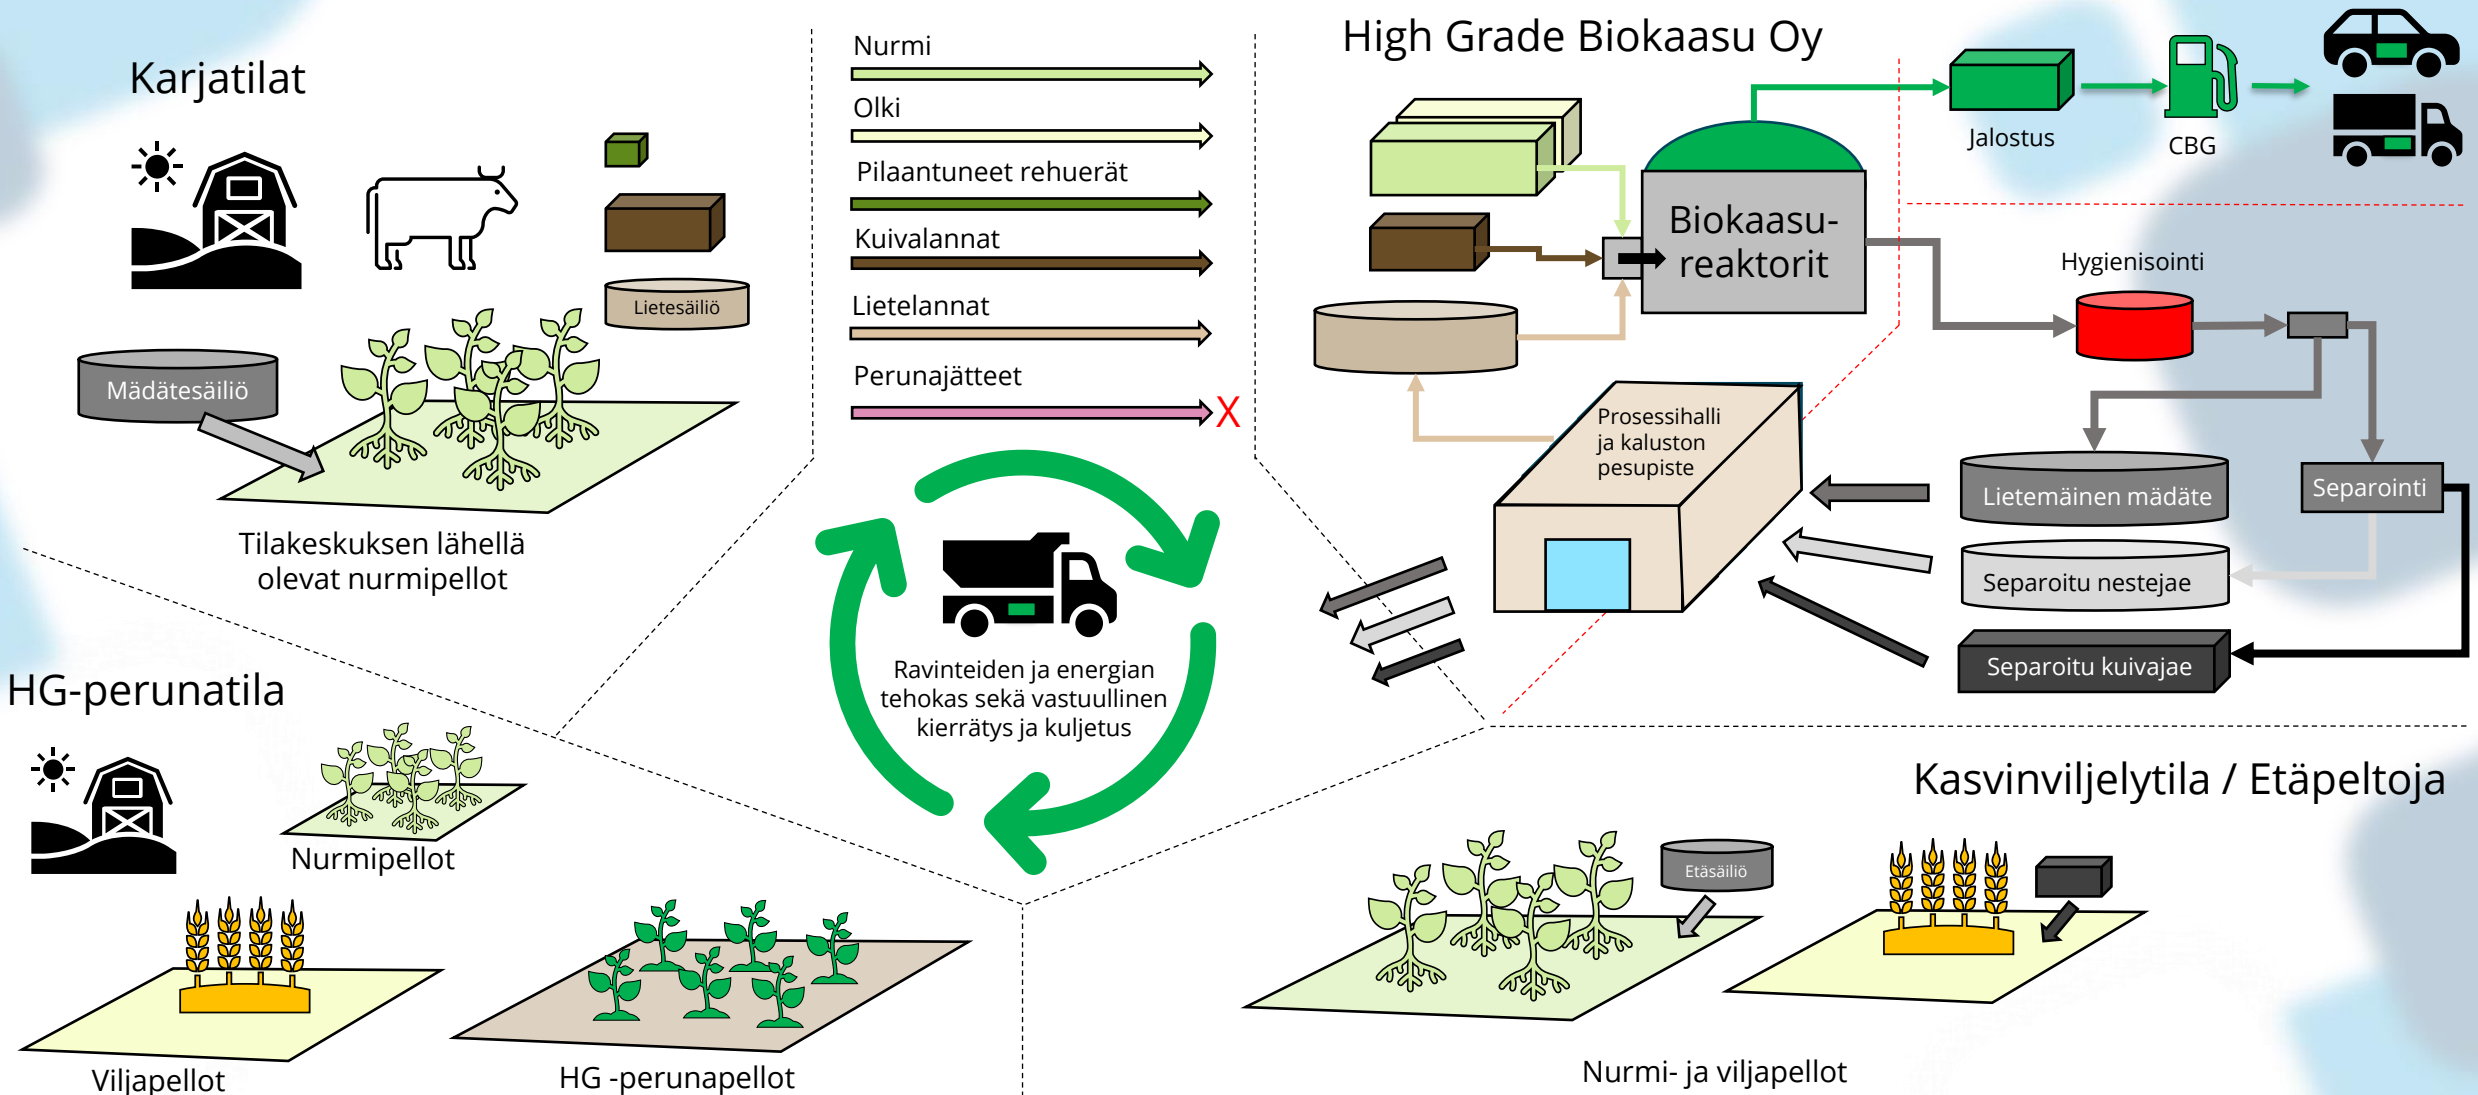 Karjatilat
Lietesäiliö
Mädätesäiliö
Tilakeskuksen lähellä
olevat nurmipellot
Nurmi
Olki
Pilaantuneet rehuerät
Kuivalannat
Lietelannat
Perunajätteet
X
Ravinteiden ja energian
tehokas sekä vastuullinen
kierrätys ja kuljetus
High Grade Biokaasu Oy
Biokaasu-
reaktorit
Jalostus
CBG
Hygienisointi
Prosessihalli
ja kaluston
pesupiste
Lietemäinen mädäte
Separointi
Separoitu nestejae
Separoitu kuivajae
HG-perunatila
Nurmipellot
Viljapellot
HG -perunapellot
Kasvinviljelytila / Etäpeltoja
Etäsäiliö
Nurmi- ja viljapellot